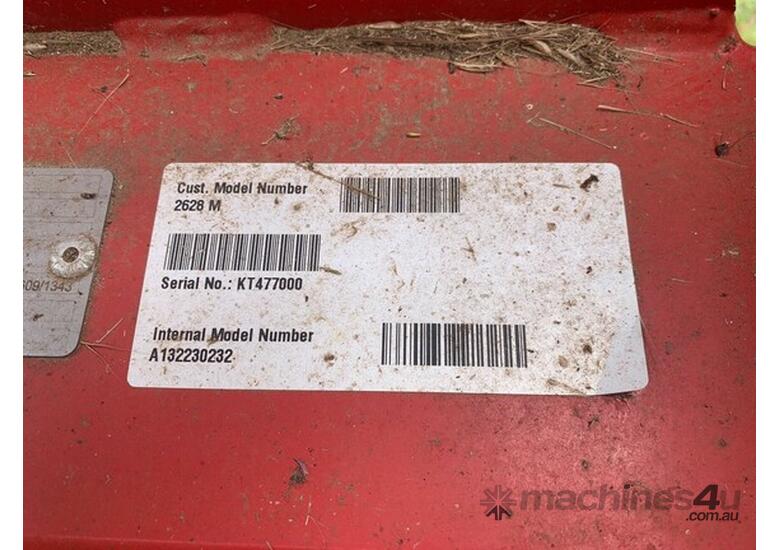 Cust. Model Number
2628 M
Serial No.: KT477000
Internal Model Number
A132230232
machines4u
.com.au